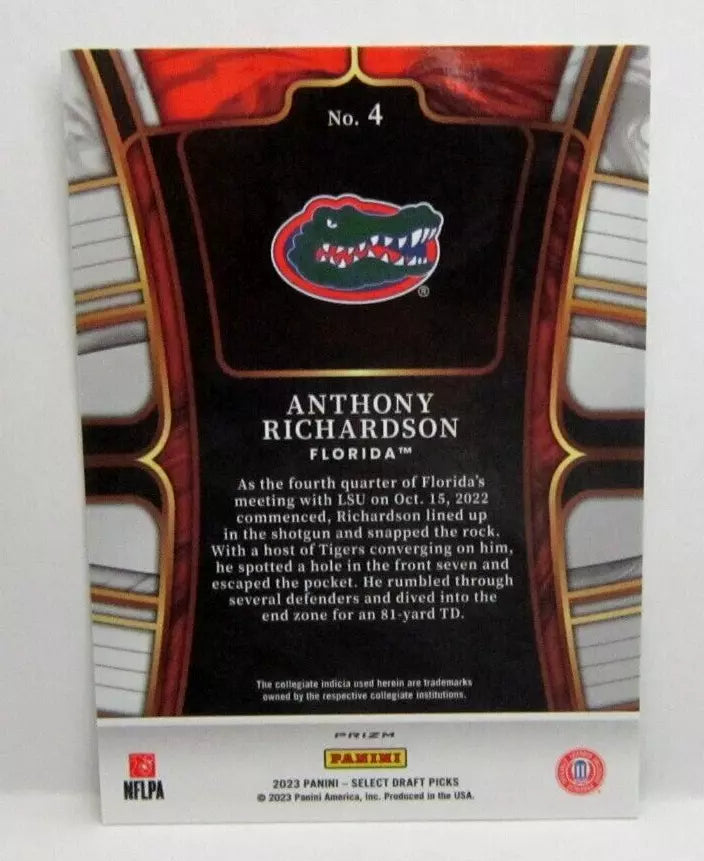 No. 4
®
ANTHONY
RICHARDSON
FLORIDA™
As the fourth quarter of Florida's
meeting with LSU on Oct. 15, 2022
commenced, Richardson lined up
in the shotgun and snapped the rock.
With a host of Tigers converging on him,
he spotted a hole in the front seven and
escaped the pocket. He rumbled through
several defenders and dived into the
end zone for an 81-yard TD.
The collegiate indicia used herein are trademarks
owned by the respective collegiate institutions.
PRIZM
PANINI
NFLPA
2023 PANINI – SELECT DRAFT PICKS
© 2023 Panini America, Inc. Produced in the USA.